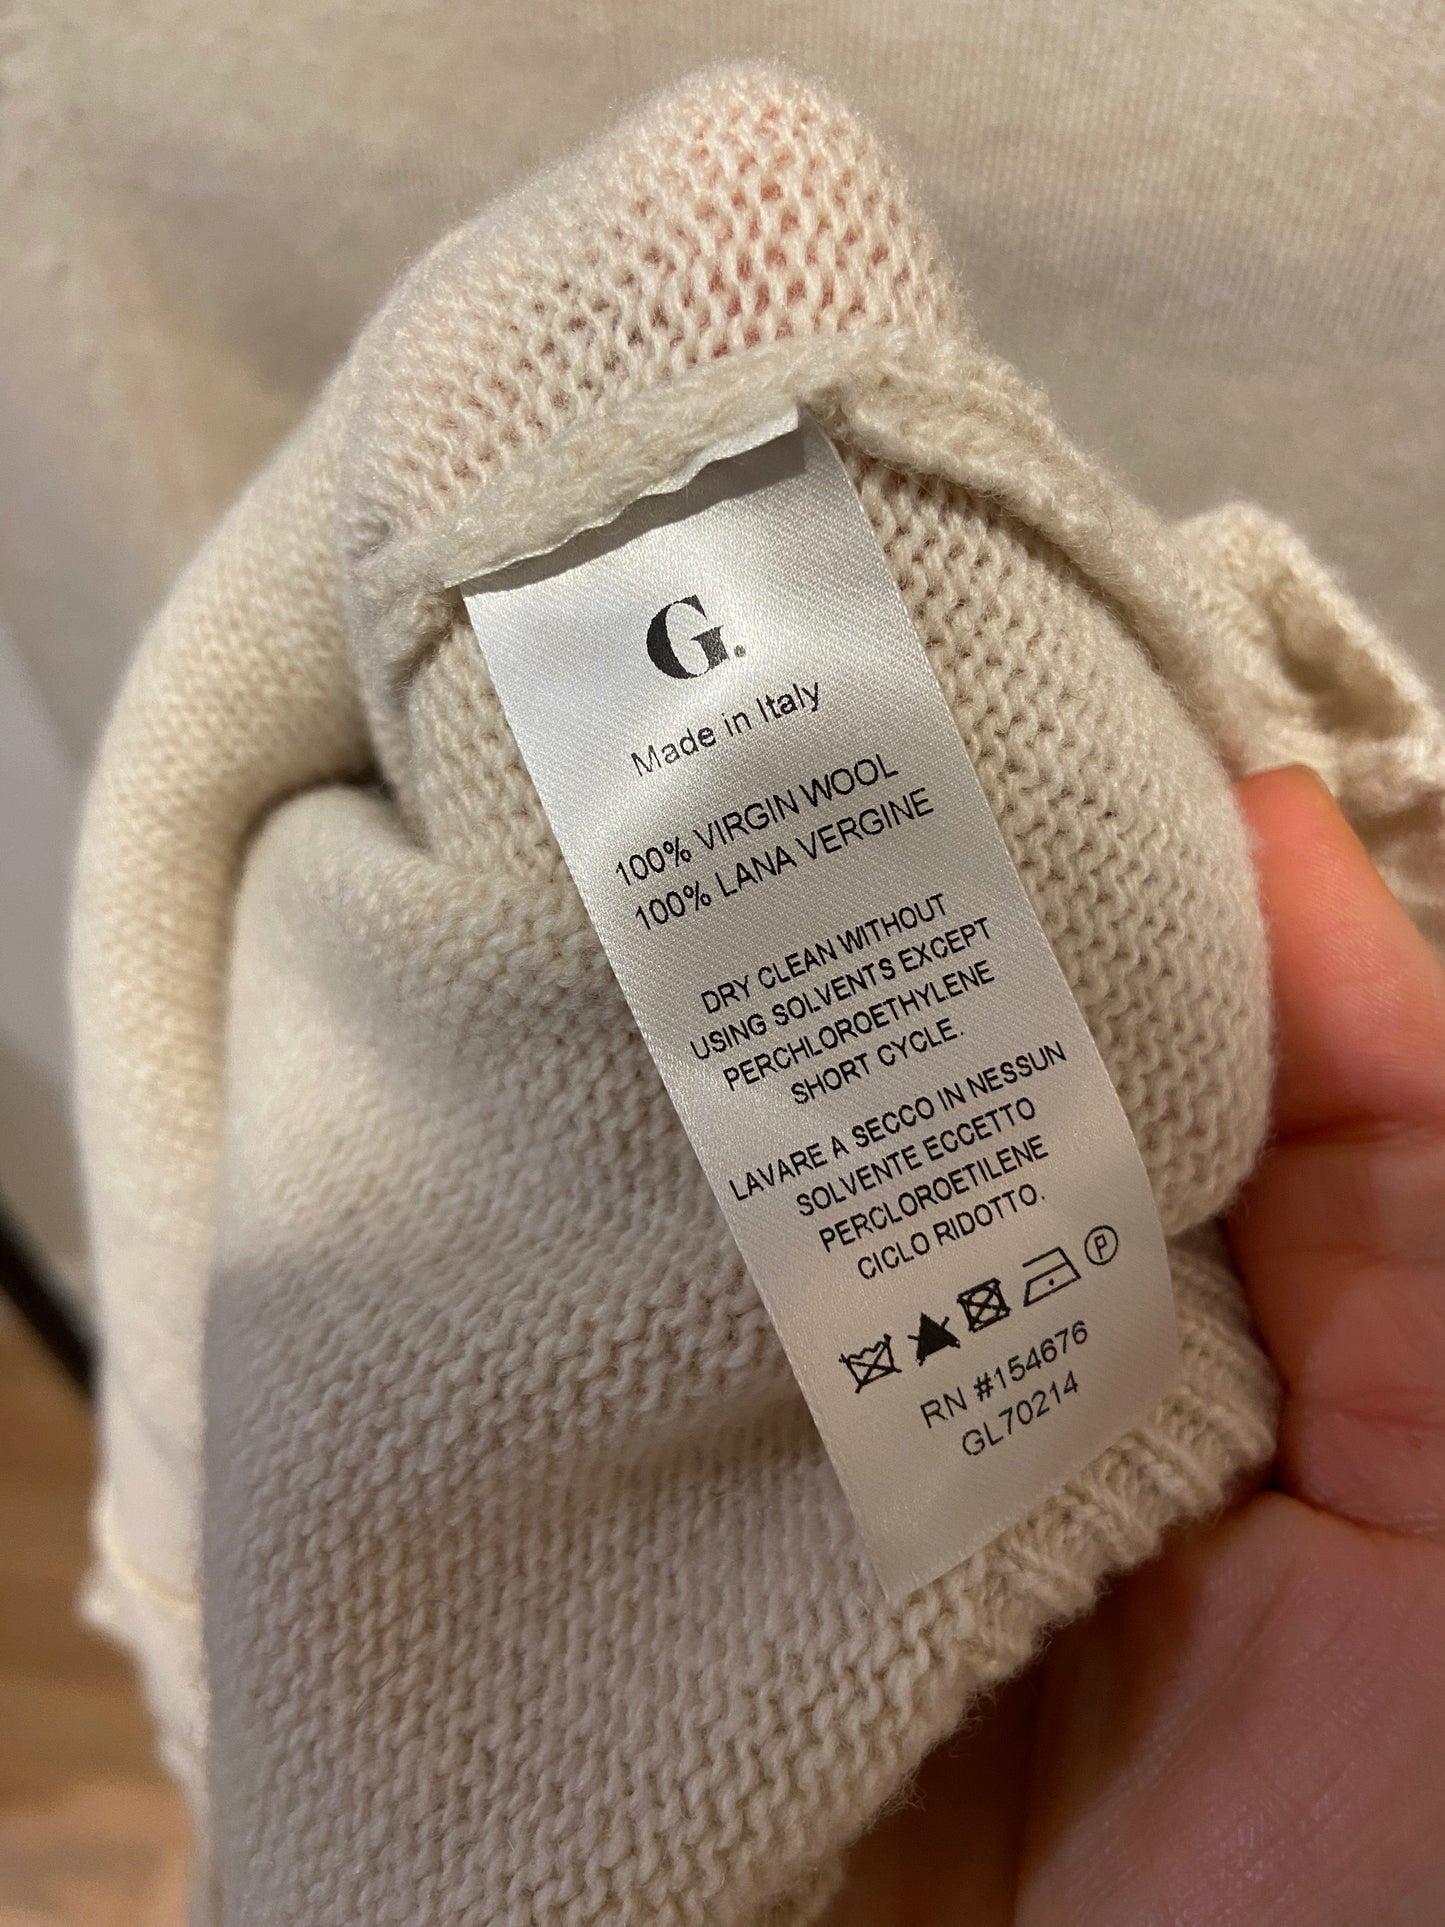 G.
Made in Italy
100% VIRGIN WOOL
100% LANA VERGINE
DRY CLEAN WITHOUT
USING SOLVENTS EXCEPT
PERCHLOROETHYLENE
SHORT CYCLE.
LAVARE A SECCO IN NESSUN
SOLVENTE ECCETTO
PERCLOROETILENE
CICLO RIDOTTO.
P
RN #154676
GL70214